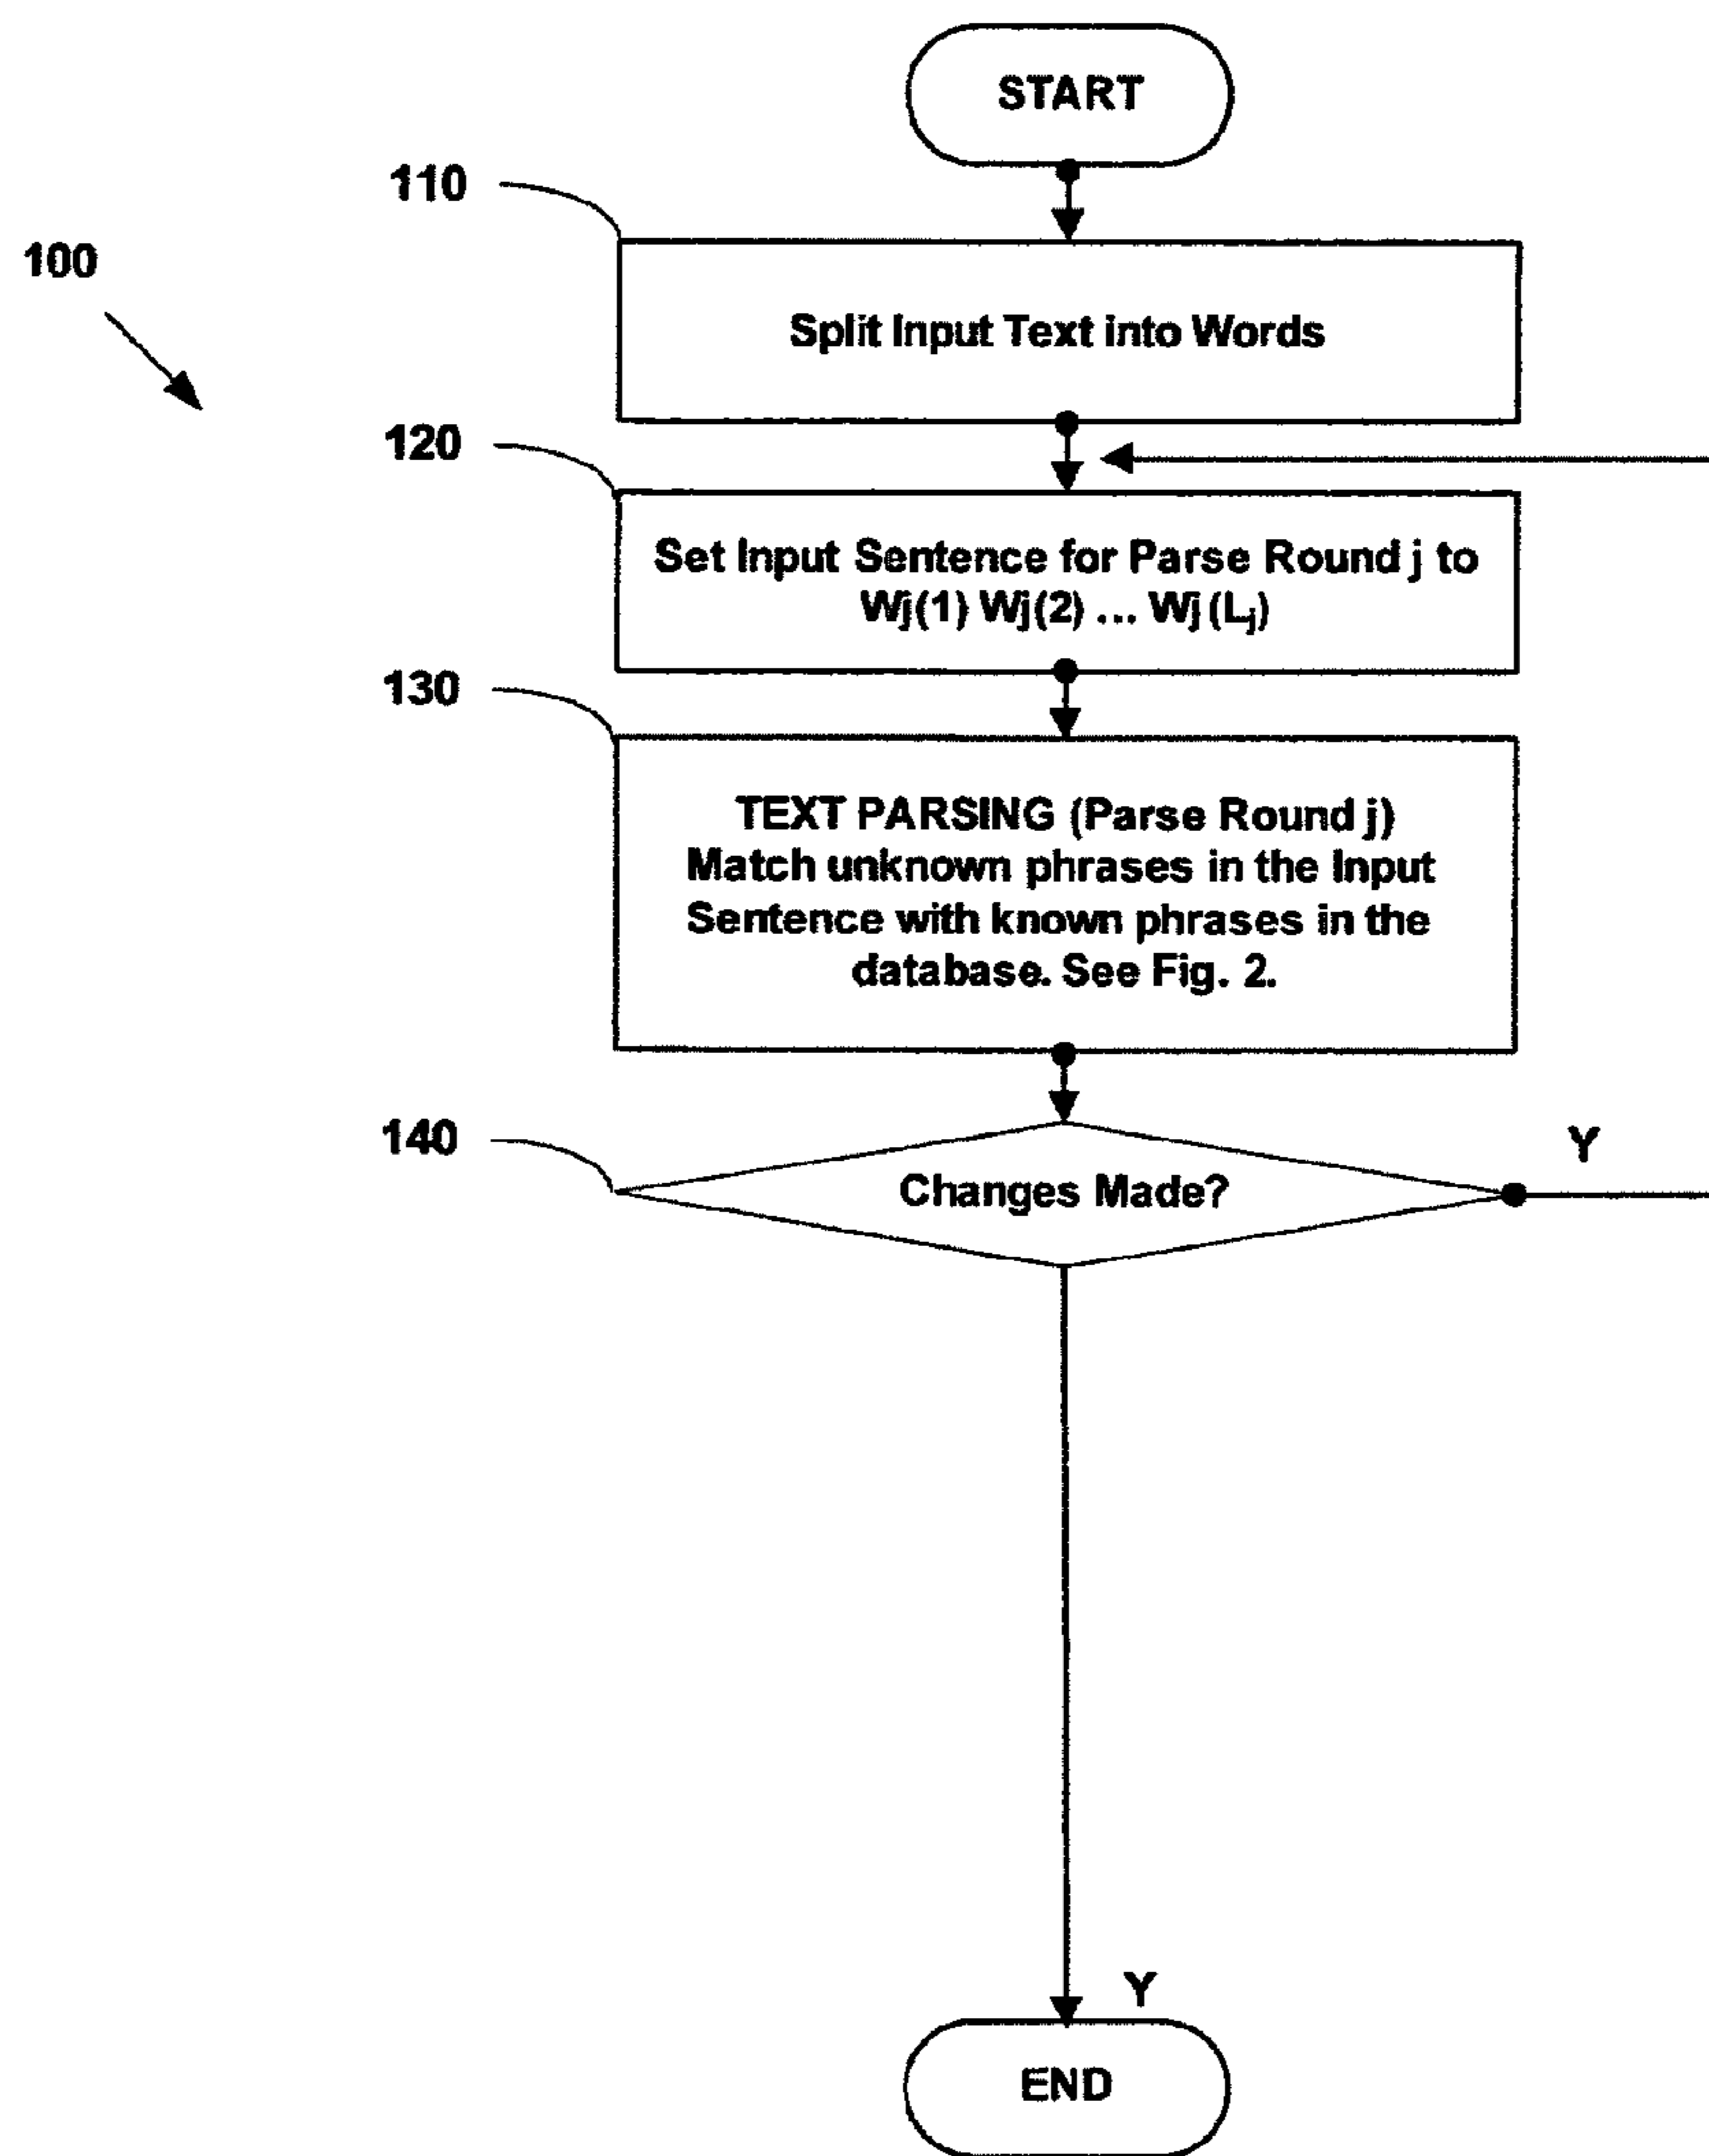 START
110
100
Split Input Text into Words
120
Set Input Sentence for Parse Round j to
Wj(1) Wj(2) ... Wj (Lj)
130
TEXT PARSING (Parse Round j)
Match unknown phrases in the Input
Sentence with known phrases in the
database. See Fig. 2.
140
Changes Made?
Y
Y
END